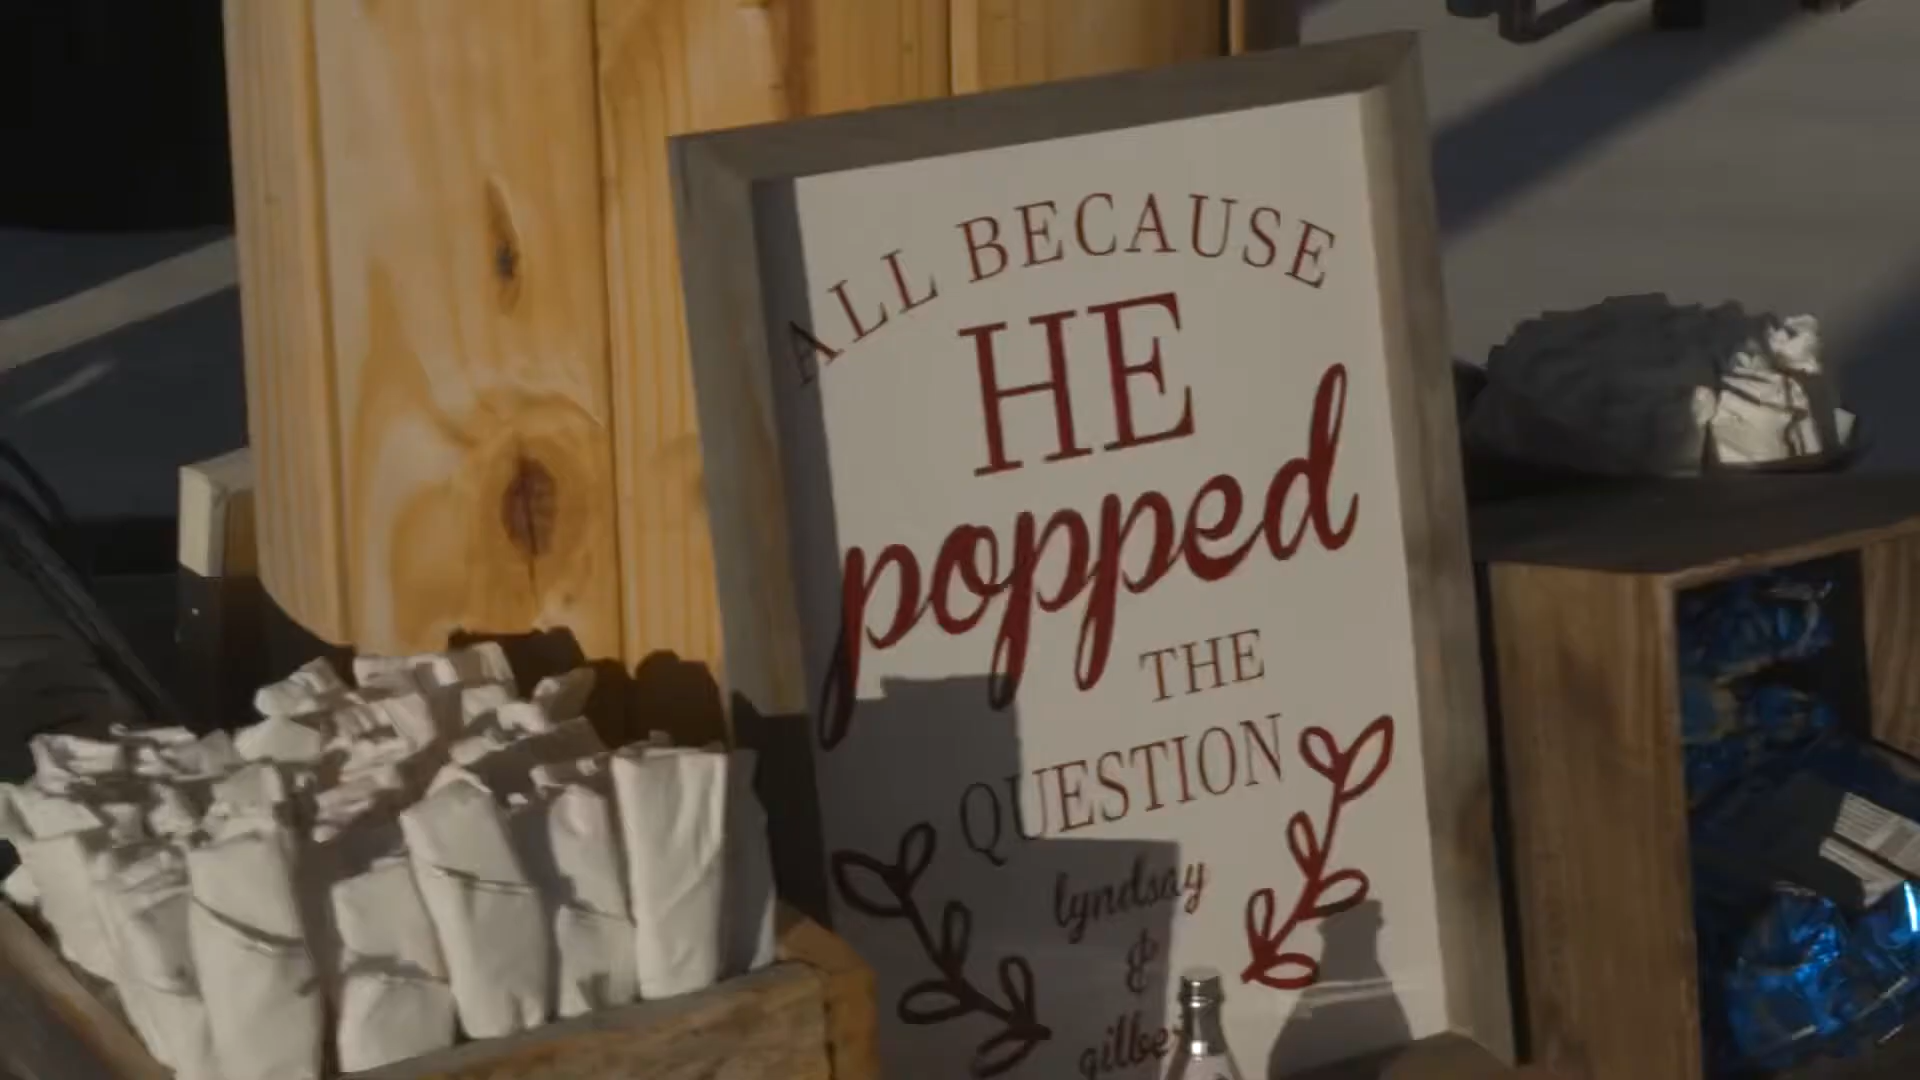 ALL BECAUSE
HE
popped
THE
QUESTION
lyndsay
&